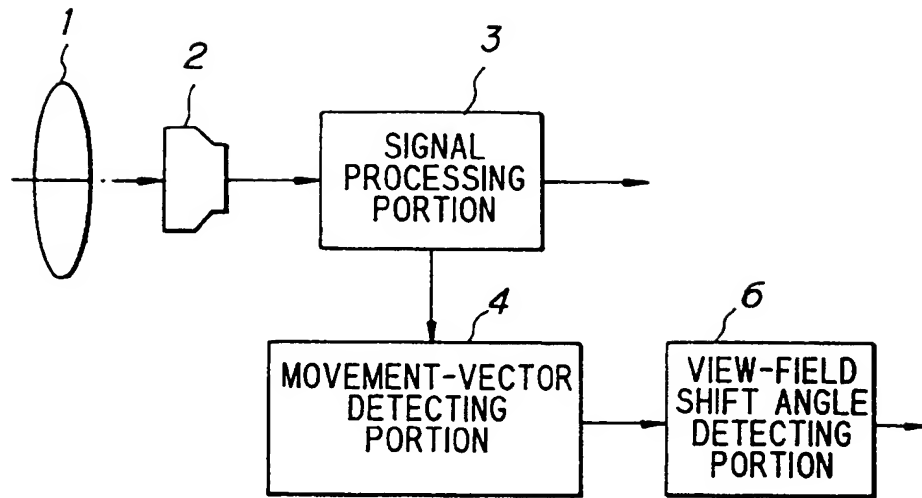 1
2
3
SIGNAL
PROCESSING
PORTION
4
MOVEMENT-VECTOR
DETECTING
PORTION
6
VIEW-FIELD
SHIFT ANGLE
DETECTING
PORTION